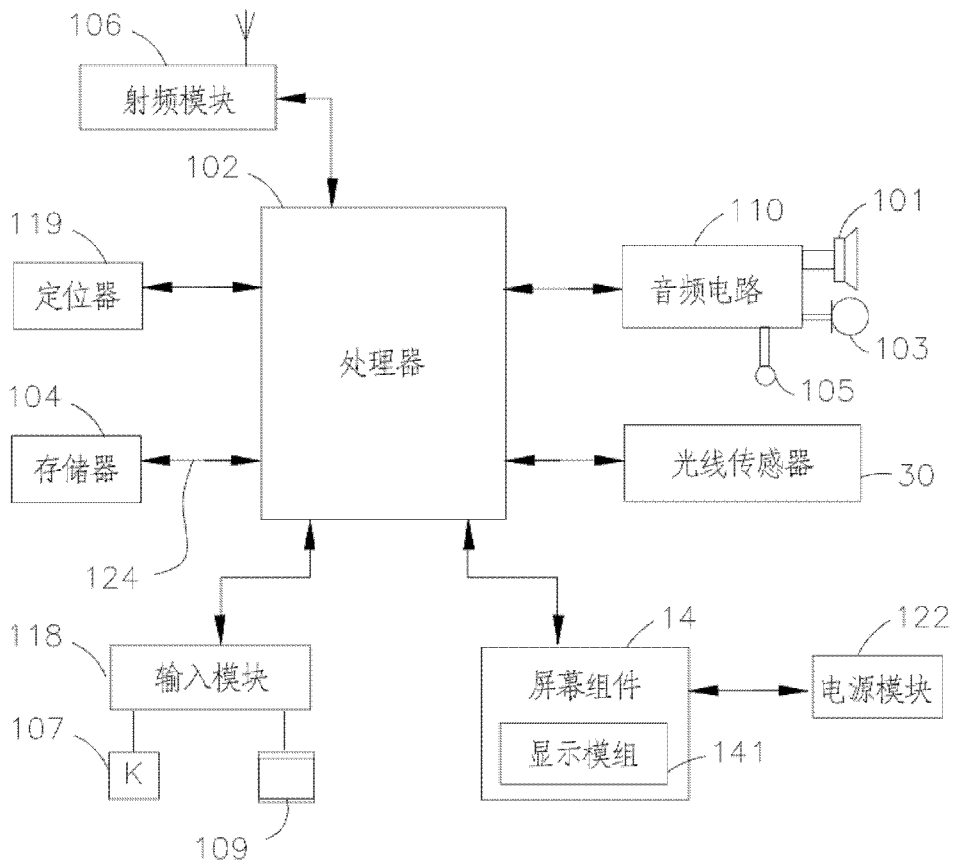 106
射频模块
102
119
定位器
110
101
音频电路
103
105
处理器
104
存储器
光线传感器
30
124
118
输入模块
14
屏幕组件
122
电源模块
107
K
显示模组
141
109